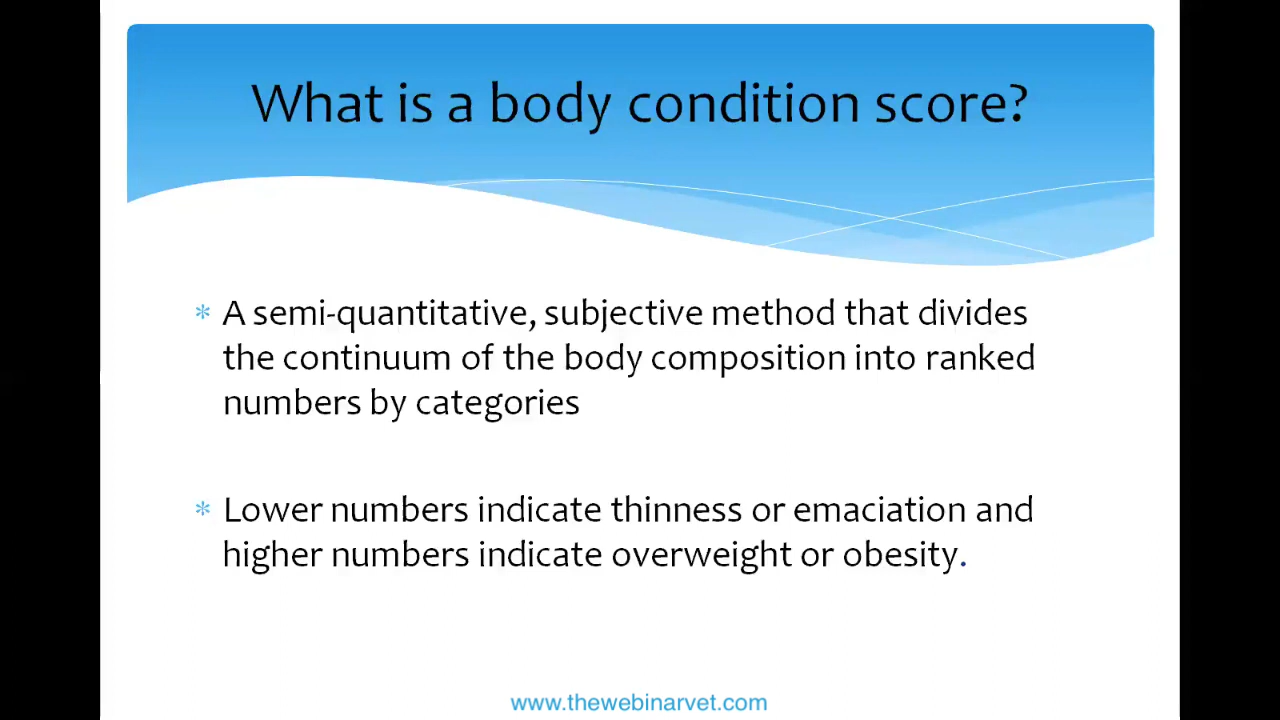 What is a body condition score?
* A semi-quantitative, subjective method that divides
the continuum of the body composition into ranked
numbers by categories
* Lower numbers indicate thinness or emaciation and
higher numbers indicate overweight or obesity.
www.thewebinarvet.com